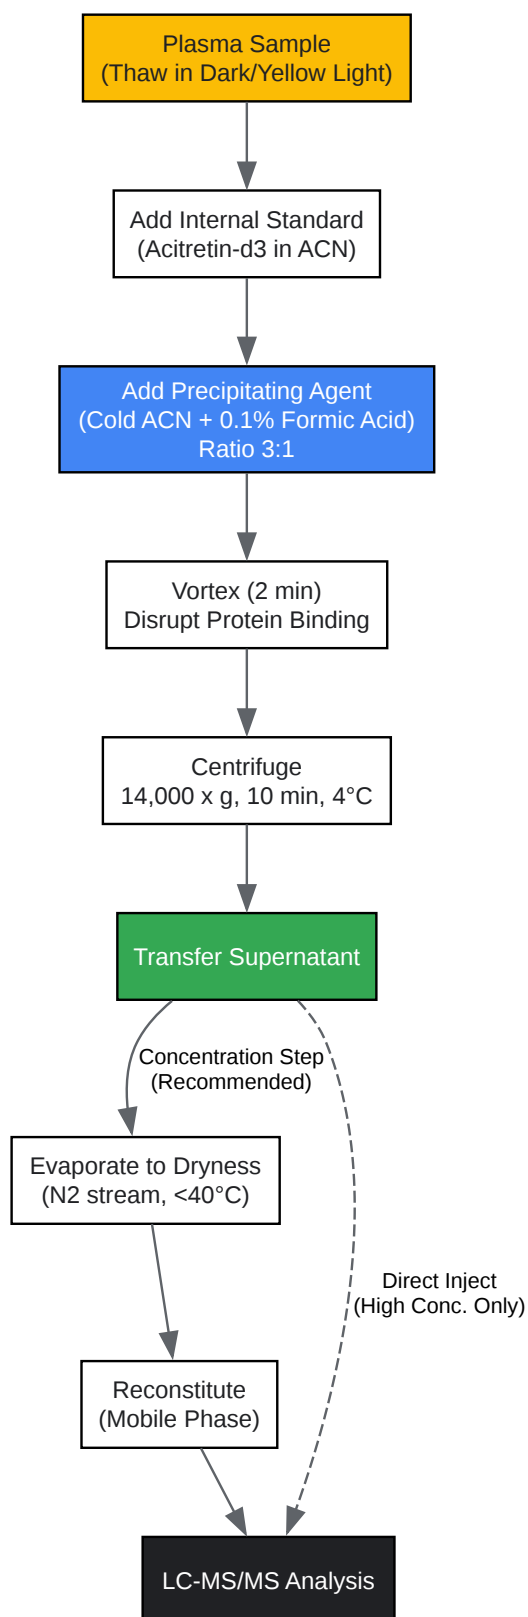 Plasma Sample
(Thaw in Dark/Yellow Light)
Add Internal Standard
(Acitretin-d3 in ACN)
Add Precipitating Agent
(Cold ACN + 0.1% Formic Acid)
Ratio 3:1
Vortex (2 min)
Disrupt Protein Binding
Centrifuge
14,000 x g, 10 min, 4°C
Transfer Supernatant
Concentration Step
(Recommended)
Evaporate to Dryness
(N2 stream, <40°C)
Direct Inject
(High Conc. Only)
Reconstitute
(Mobile Phase)
LC-MS/MS Analysis